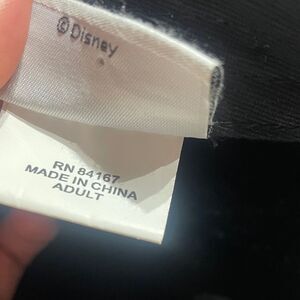 ©Disney
RN 84167
MADE IN CHINA
ADULT